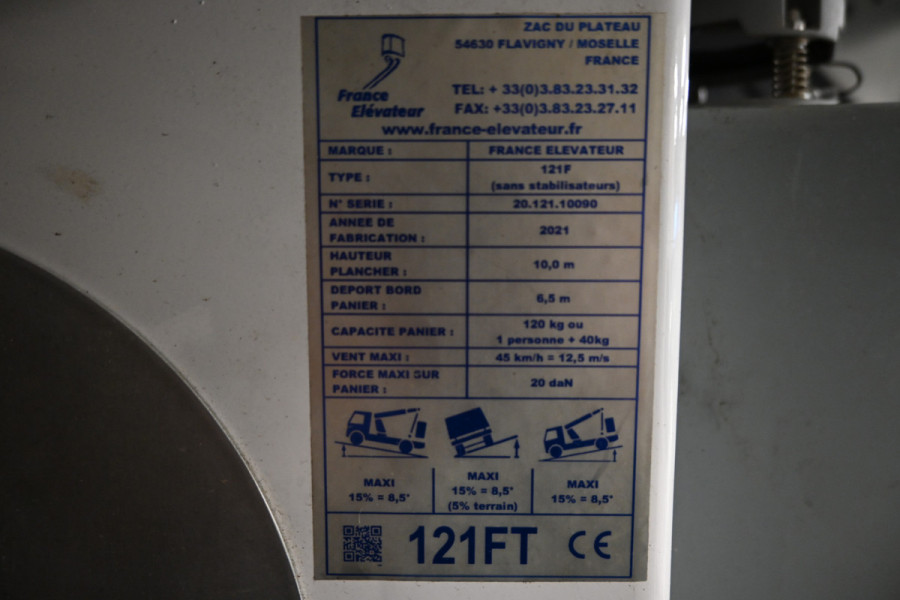 ZAC DU PLATEAU
54630 FLAVIGNY / MOSELLE
FRANCE
France
Elévateur
TEL: + 33(0)3.83.23.31.32
FAX: +33(0)3.83.23.27.11
www.france-elevateur.fr
MARQUE : FRANCE ELEVATEUR
TYPE : 121F
(sans stabilisateurs)
N° SERIE : 20.121.10090
ANNEE DE
FABRICATION : 2021
HAUTEUR
PLANCHER : 10,0 m
DEPORT BORD
PANIER : 6,5 m
CAPACITE PANIER : 120 kg ou
1 personne + 40kg
VENT MAXI : 45 km/h = 12,5 m/s
FORCE MAXI SUR
PANIER : 20 daN
MAXI
15% = 8,5°
MAXI
15% = 8,5°
(5% terrain)
MAXI
15% = 8,5°
121FT CE